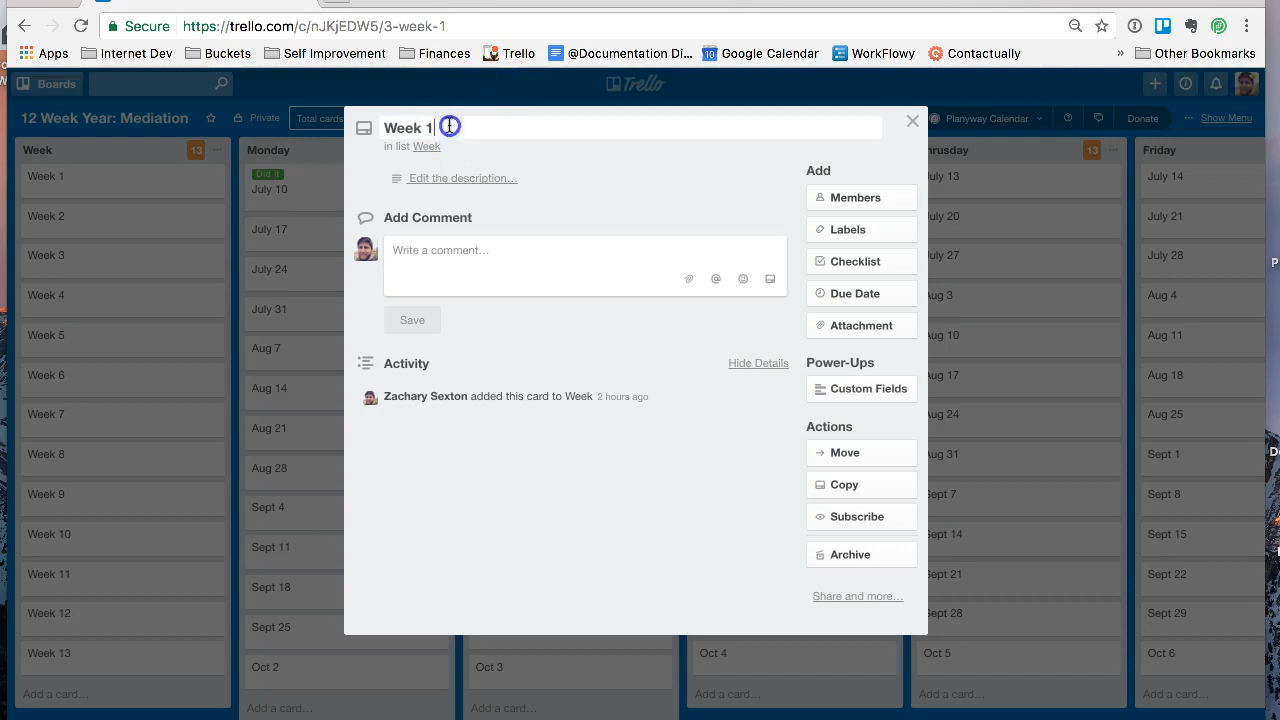 Secure https://trello.com/c/nJKjEDW5/3-week-1
Apps Internet Dev Buckets Self Improvement Finances Trello @Documentation Di... 10 Google Calendar WorkFlowy Contactually » Other Bookmarks
Boards Trello
12 Week Year: Mediation Private Total cards Planyway Calendar Donate ... Show Menu
Week 13 ...
Week 1
Week 2
Week 3
Week 4
Week 5
Week 6
Week 7
Week 8
Week 9
Week 10
Week 11
Week 12
Week 13
Add a card…
Monday
Did it
July 10
July 17
July 24
July 31
Aug 7
Aug 14
Aug 21
Aug 28
Sept 4
Sept 11
Sept 18
Sept 25
Oct 2
Add a card…
Week 1
in list Week
Edit the description…
Add Comment
Write a comment…
@
Save
Activity Hide Details
Zachary Sexton added this card to Week 2 hours ago
Add
Members
Labels
Checklist
Due Date
Attachment
Power-Ups
Custom Fields
Actions
Move
Copy
Subscribe
Archive
Share and more…
Oct 3
Add a card…
Oct 4
Add a card…
Thrusday 13 ...
July 13
July 20
July 27
Aug 3
Aug 10
Aug 17
Aug 24
Aug 31
Sept 7
Sept 14
Sept 21
Sept 28
Oct 5
Add a card…
Friday
July 14
July 21
July 28
Aug 4
Aug 11
Aug 18
Aug 25
Sept 1
Sept 8
Sept 15
Sept 22
Sept 29
Oct 6
Add a card…